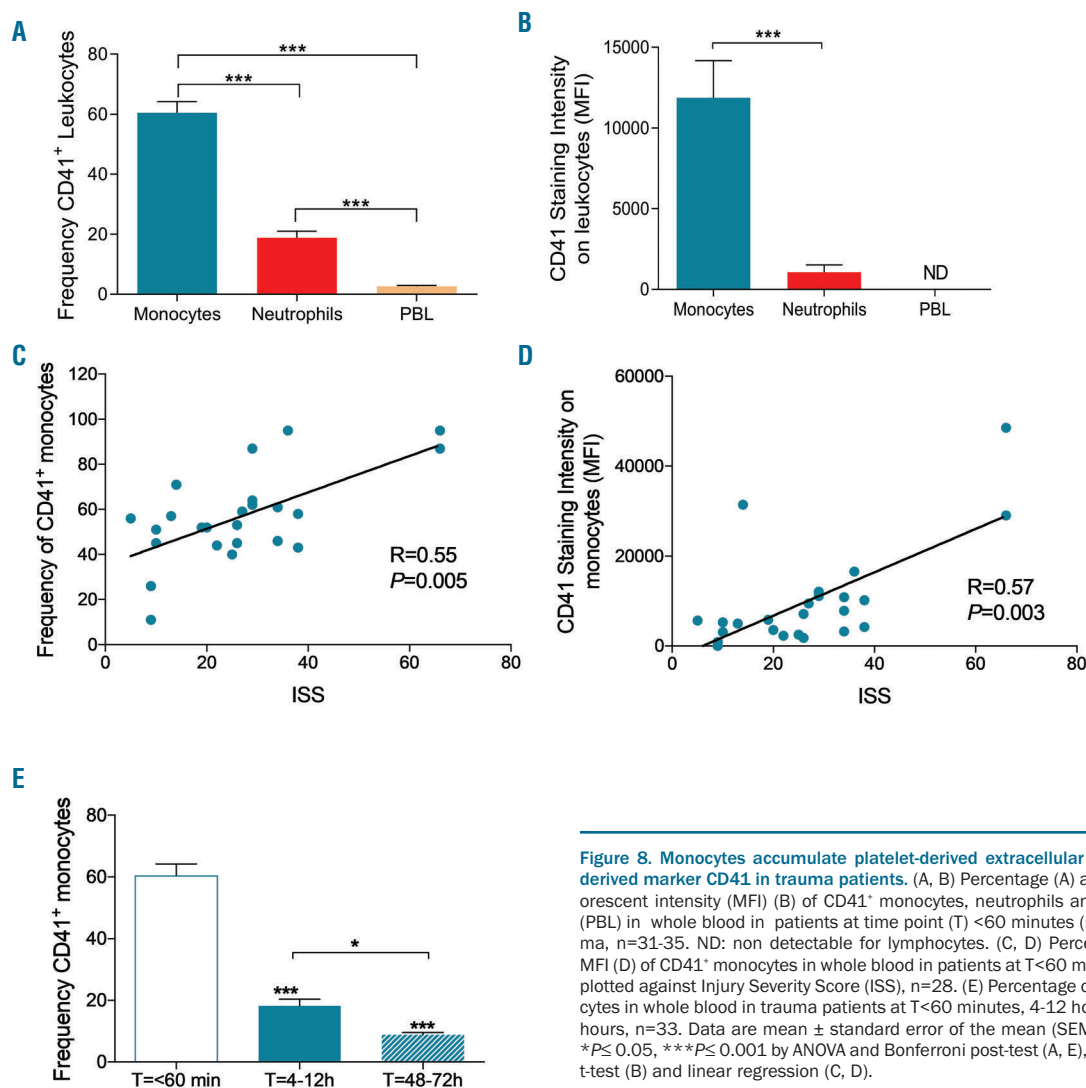 A
Frequency CD41+ Leukocytes
80
60
40
20
0
***
***
***
Monocytes
Neutrophils
PBL
B
CD41 Staining Intensity
on leukocytes (MFI)
15000
10000
5000
0
***
ND
Monocytes
Neutrophils
PBL
C
Frequency of CD41+ monocytes
120
100
80
60
40
20
0
R=0.55
P=0.005
0
20
40
60
80
ISS
D
CD41 Staining Intensity on
monocytes (MFI)
60000
40000
20000
0
R=0.57
P=0.003
0
20
40
60
80
ISS
E
Frequency CD41+ monocytes
80
60
40
20
0
*
***
***
T=<60 min
T=4-12h
T=48-72h
Figure 8. Monocytes accumulate platelet-derived extracellular
derived marker CD41 in trauma patients. (A, B) Percentage (A) a
orescent intensity (MFI) (B) of CD41+ monocytes, neutrophils an
(PBL) in whole blood in patients at time point (T) <60 minutes (
ma, n=31-35. ND: non detectable for lymphocytes. (C, D) Perce
MFI (D) of CD41+ monocytes in whole blood in patients at T<60 m
plotted against Injury Severity Score (ISS), n=28. (E) Percentage o
cytes in whole blood in trauma patients at T<60 minutes, 4-12 ho
hours, n=33. Data are mean ± standard error of the mean (SEM
*P≤ 0.05, ***P≤ 0.001 by ANOVA and Bonferroni post-test (A, E),
t-test (B) and linear regression (C, D).